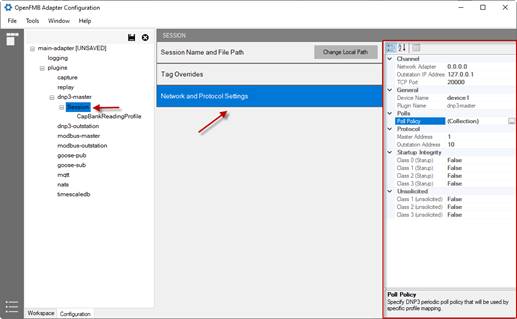 OpenFMB Adapter Configuration
File Tools Window Help
main-adapter [UNSAVED]
logging
plugins
capture
replay
dnp3-master
Session
CapBankReadingProfile
dnp3-outstation
modbus-master
modbus-outstation
goose-pub
goose-sub
mqtt
nats
timescaledb
Workspace Configuration
SESSION
Session Name and File Path Change Local Path
Tag Overrides
Network and Protocol Settings
Channel
Network Adapter 0.0.0.0
Outstation IP Address 127.0.0.1
TCP Port 20000
General
Device Name device1
Plugin Name dnp3-master
Polls
Poll Policy (Collection) ...
Protocol
Master Address 1
Outstation Address 10
Startup Integrity
Class 0 (Startup) False
Class 1 (Startup) False
Class 2 (Startup) False
Class 3 (Startup) False
Unsolicited
Class 1 (unsolicited) False
Class 2 (unsolicited) False
Class 3 (unsolicited) False
Poll Policy
Specify DNP3 periodic poll policy that will be used by
specific profile mapping.